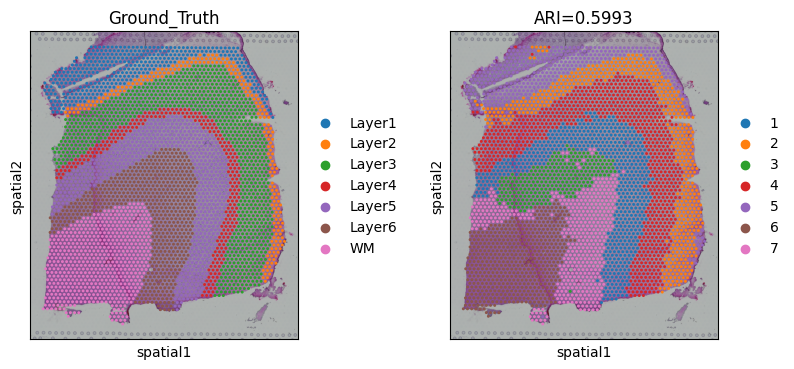 Ground_Truth
spatial2
spatial1
Layer1
Layer2
Layer3
Layer4
Layer5
Layer6
WM
ARI=0.5993
spatial2
spatial1
1
2
3
4
5
6
7